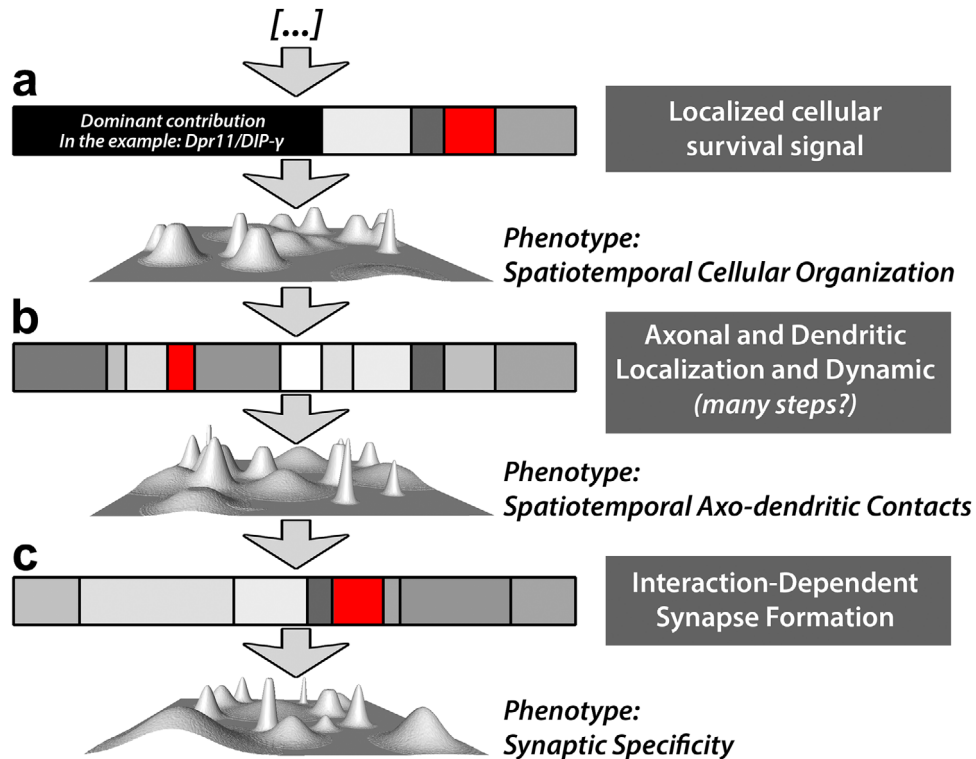 [...]
a
Dominant contribution
In the example: Dpr11/DIP-γ
Localized cellular
survival signal
Phenotype:
Spatiotemporal Cellular Organization
b
Axonal and Dendritic
Localization and Dynamic
(many steps?)
Phenotype:
Spatiotemporal Axo-dendritic Contacts
c
Interaction-Dependent
Synapse Formation
Phenotype:
Synaptic Specificity